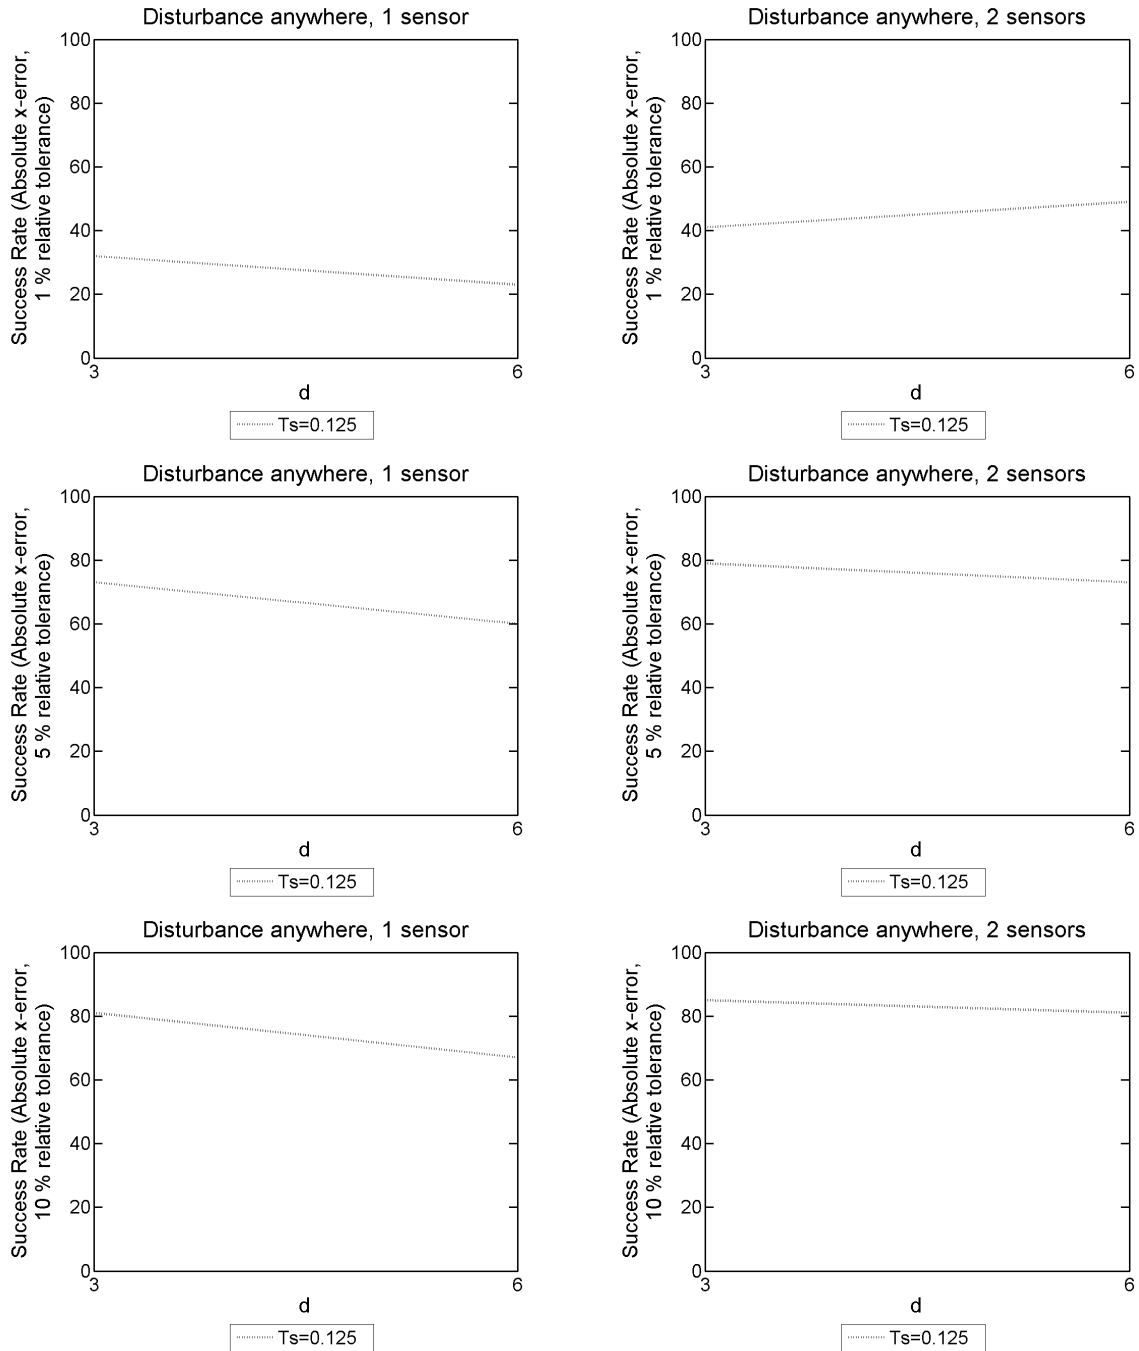 Disturbance anywhere, 1 sensor
Success Rate (Absolute x-error,
1 % relative tolerance)
100
80
60
40
20
0
3
6
d
Ts=0.125
Disturbance anywhere, 2 sensors
Success Rate (Absolute x-error,
1 % relative tolerance)
100
80
60
40
20
0
3
6
d
Ts=0.125
Disturbance anywhere, 1 sensor
Success Rate (Absolute x-error,
5 % relative tolerance)
100
80
60
40
20
0
3
6
d
Ts=0.125
Disturbance anywhere, 2 sensors
Success Rate (Absolute x-error,
5 % relative tolerance)
100
80
60
40
20
0
3
6
d
Ts=0.125
Disturbance anywhere, 1 sensor
Success Rate (Absolute x-error,
10 % relative tolerance)
100
80
60
40
20
0
3
6
d
Ts=0.125
Disturbance anywhere, 2 sensors
Success Rate (Absolute x-error,
10 % relative tolerance)
100
80
60
40
20
0
3
6
d
Ts=0.125